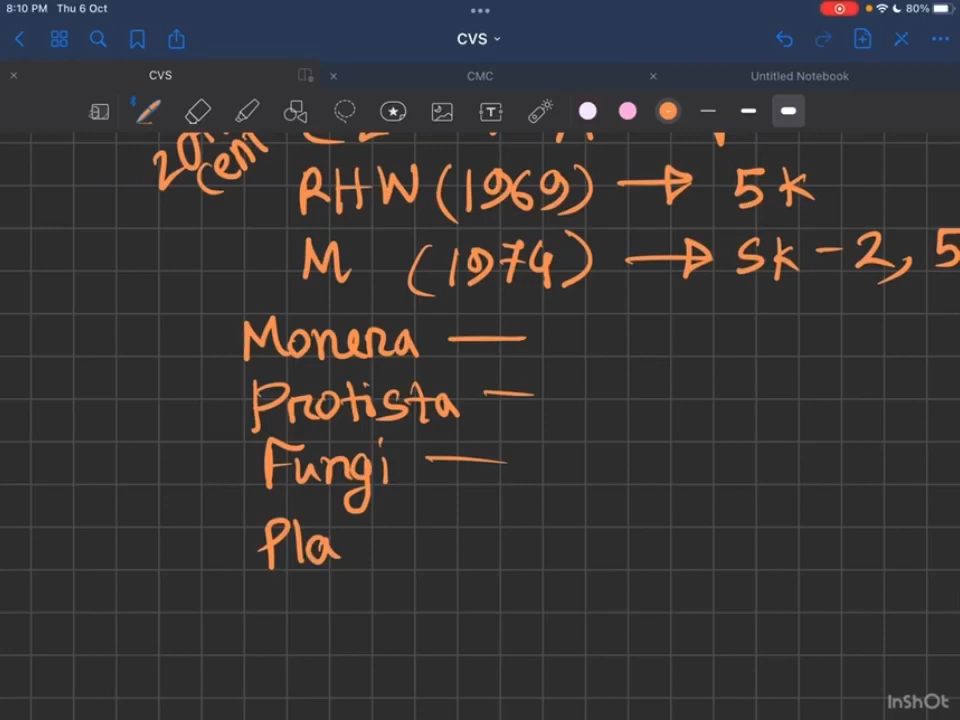 8:10 PM Thu 6 Oct
80%
CVS
CVS
CMC
Untitled Notebook
T
cent
RHW (1969) → 5K
M (1974) → 5K - 2, 5
Monera —
Protista —
Fungi —
Pla
InShOt